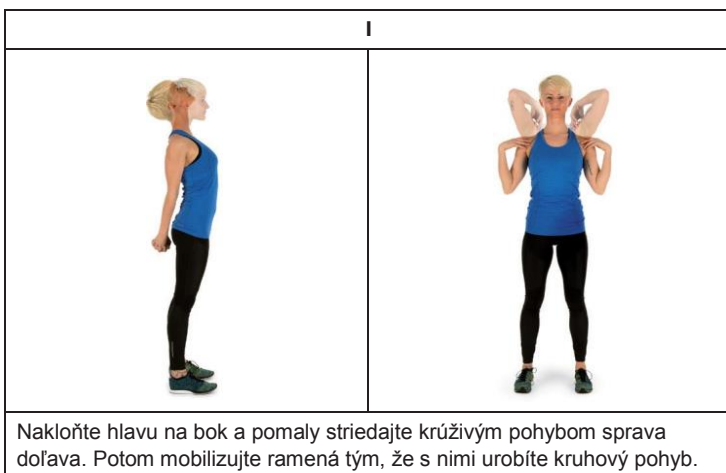 I
Nakloňte hlavu na bok a pomaly striedajte krúživým pohybom sprava
doľava. Potom mobilizujte ramená tým, že s nimi urobíte kruhový pohyb.